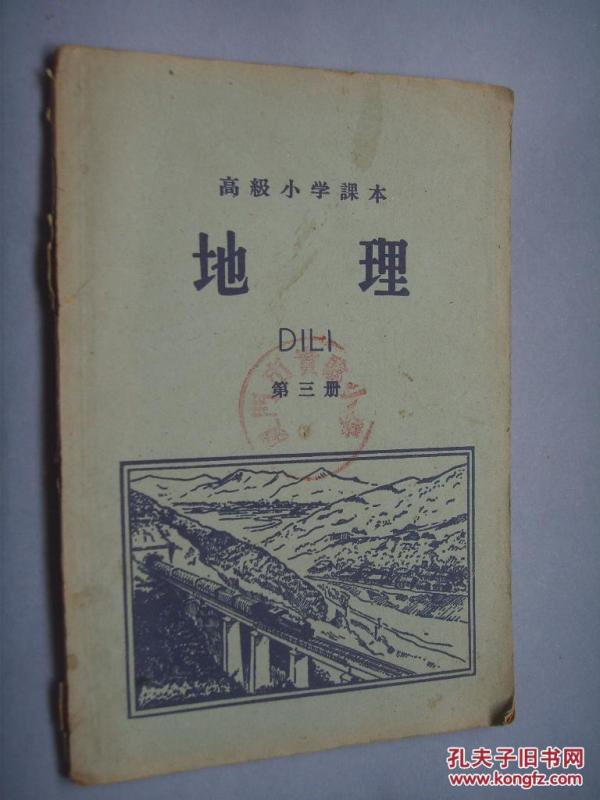 高級小学課本
地理
DILI
第三册
孔夫子旧书网
www.kongfz.com